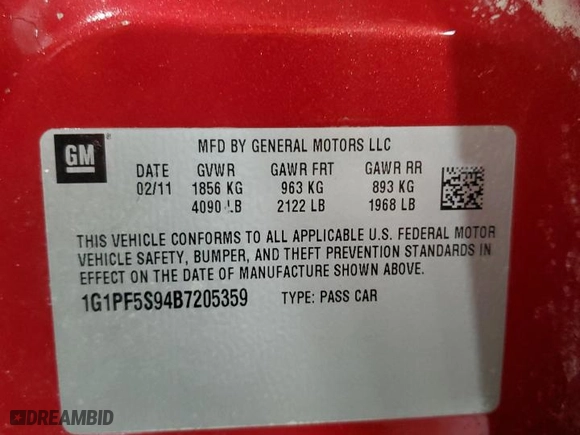 GM ®
MFD BY GENERAL MOTORS LLC
DATE GVWR GAWR FRT GAWR RR
02/11 1856 KG 963 KG 893 KG
4090 LB 2122 LB 1968 LB
THIS VEHICLE CONFORMS TO ALL APPLICABLE U.S. FEDERAL MOTOR
VEHICLE SAFETY, BUMPER, AND THEFT PREVENTION STANDARDS IN
EFFECT ON THE DATE OF MANUFACTURE SHOWN ABOVE.
1G1PF5S94B7205359 TYPE: PASS CAR
DREAMBID